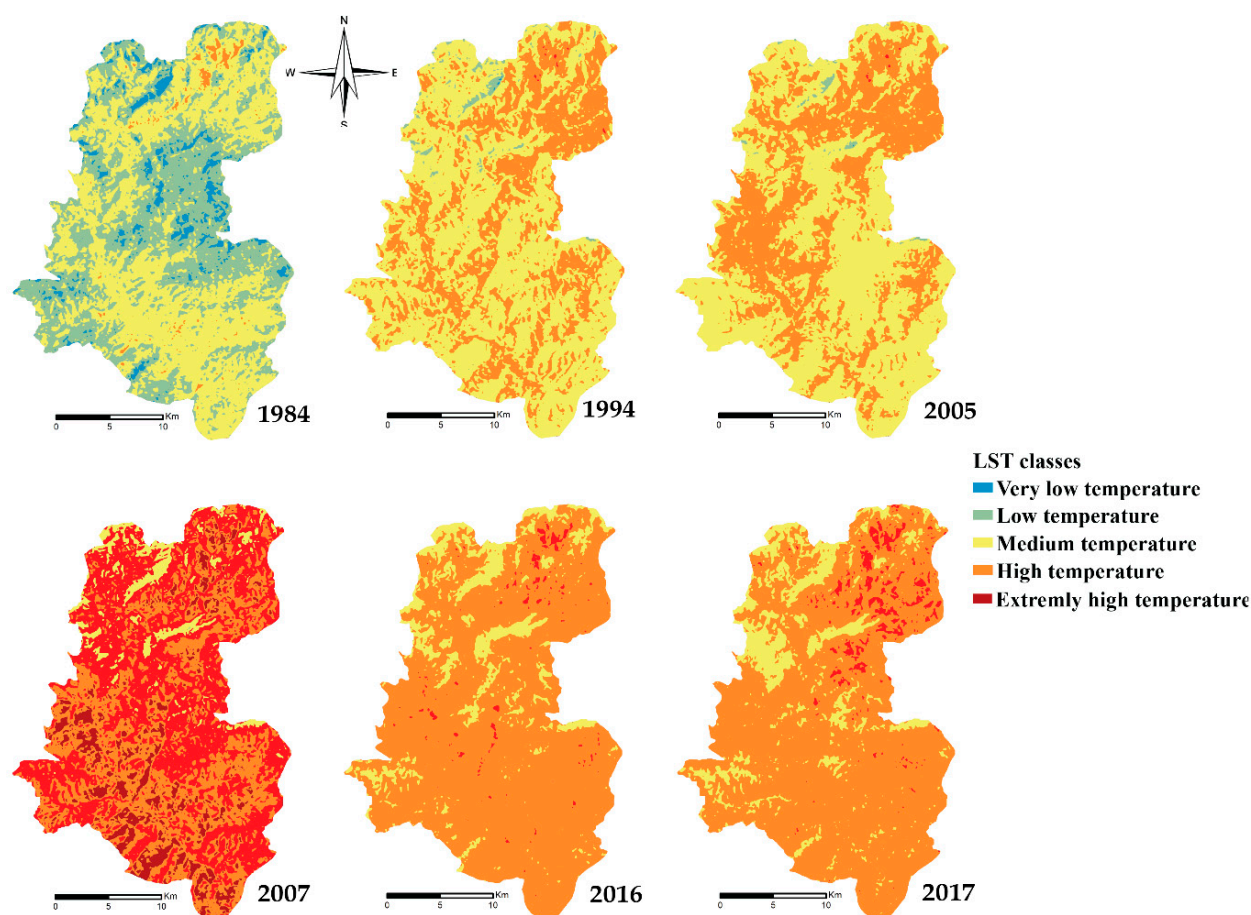 N
W E
S
Km
0 5 10
1984
Km
0 5 10
1994
Km
0 5 10
2005
LST classes
Very low temperature
Low temperature
Medium temperature
High temperature
Extremly high temperature
Km
0 5 10
2007
Km
0 5 10
2016
Km
0 5 10
2017